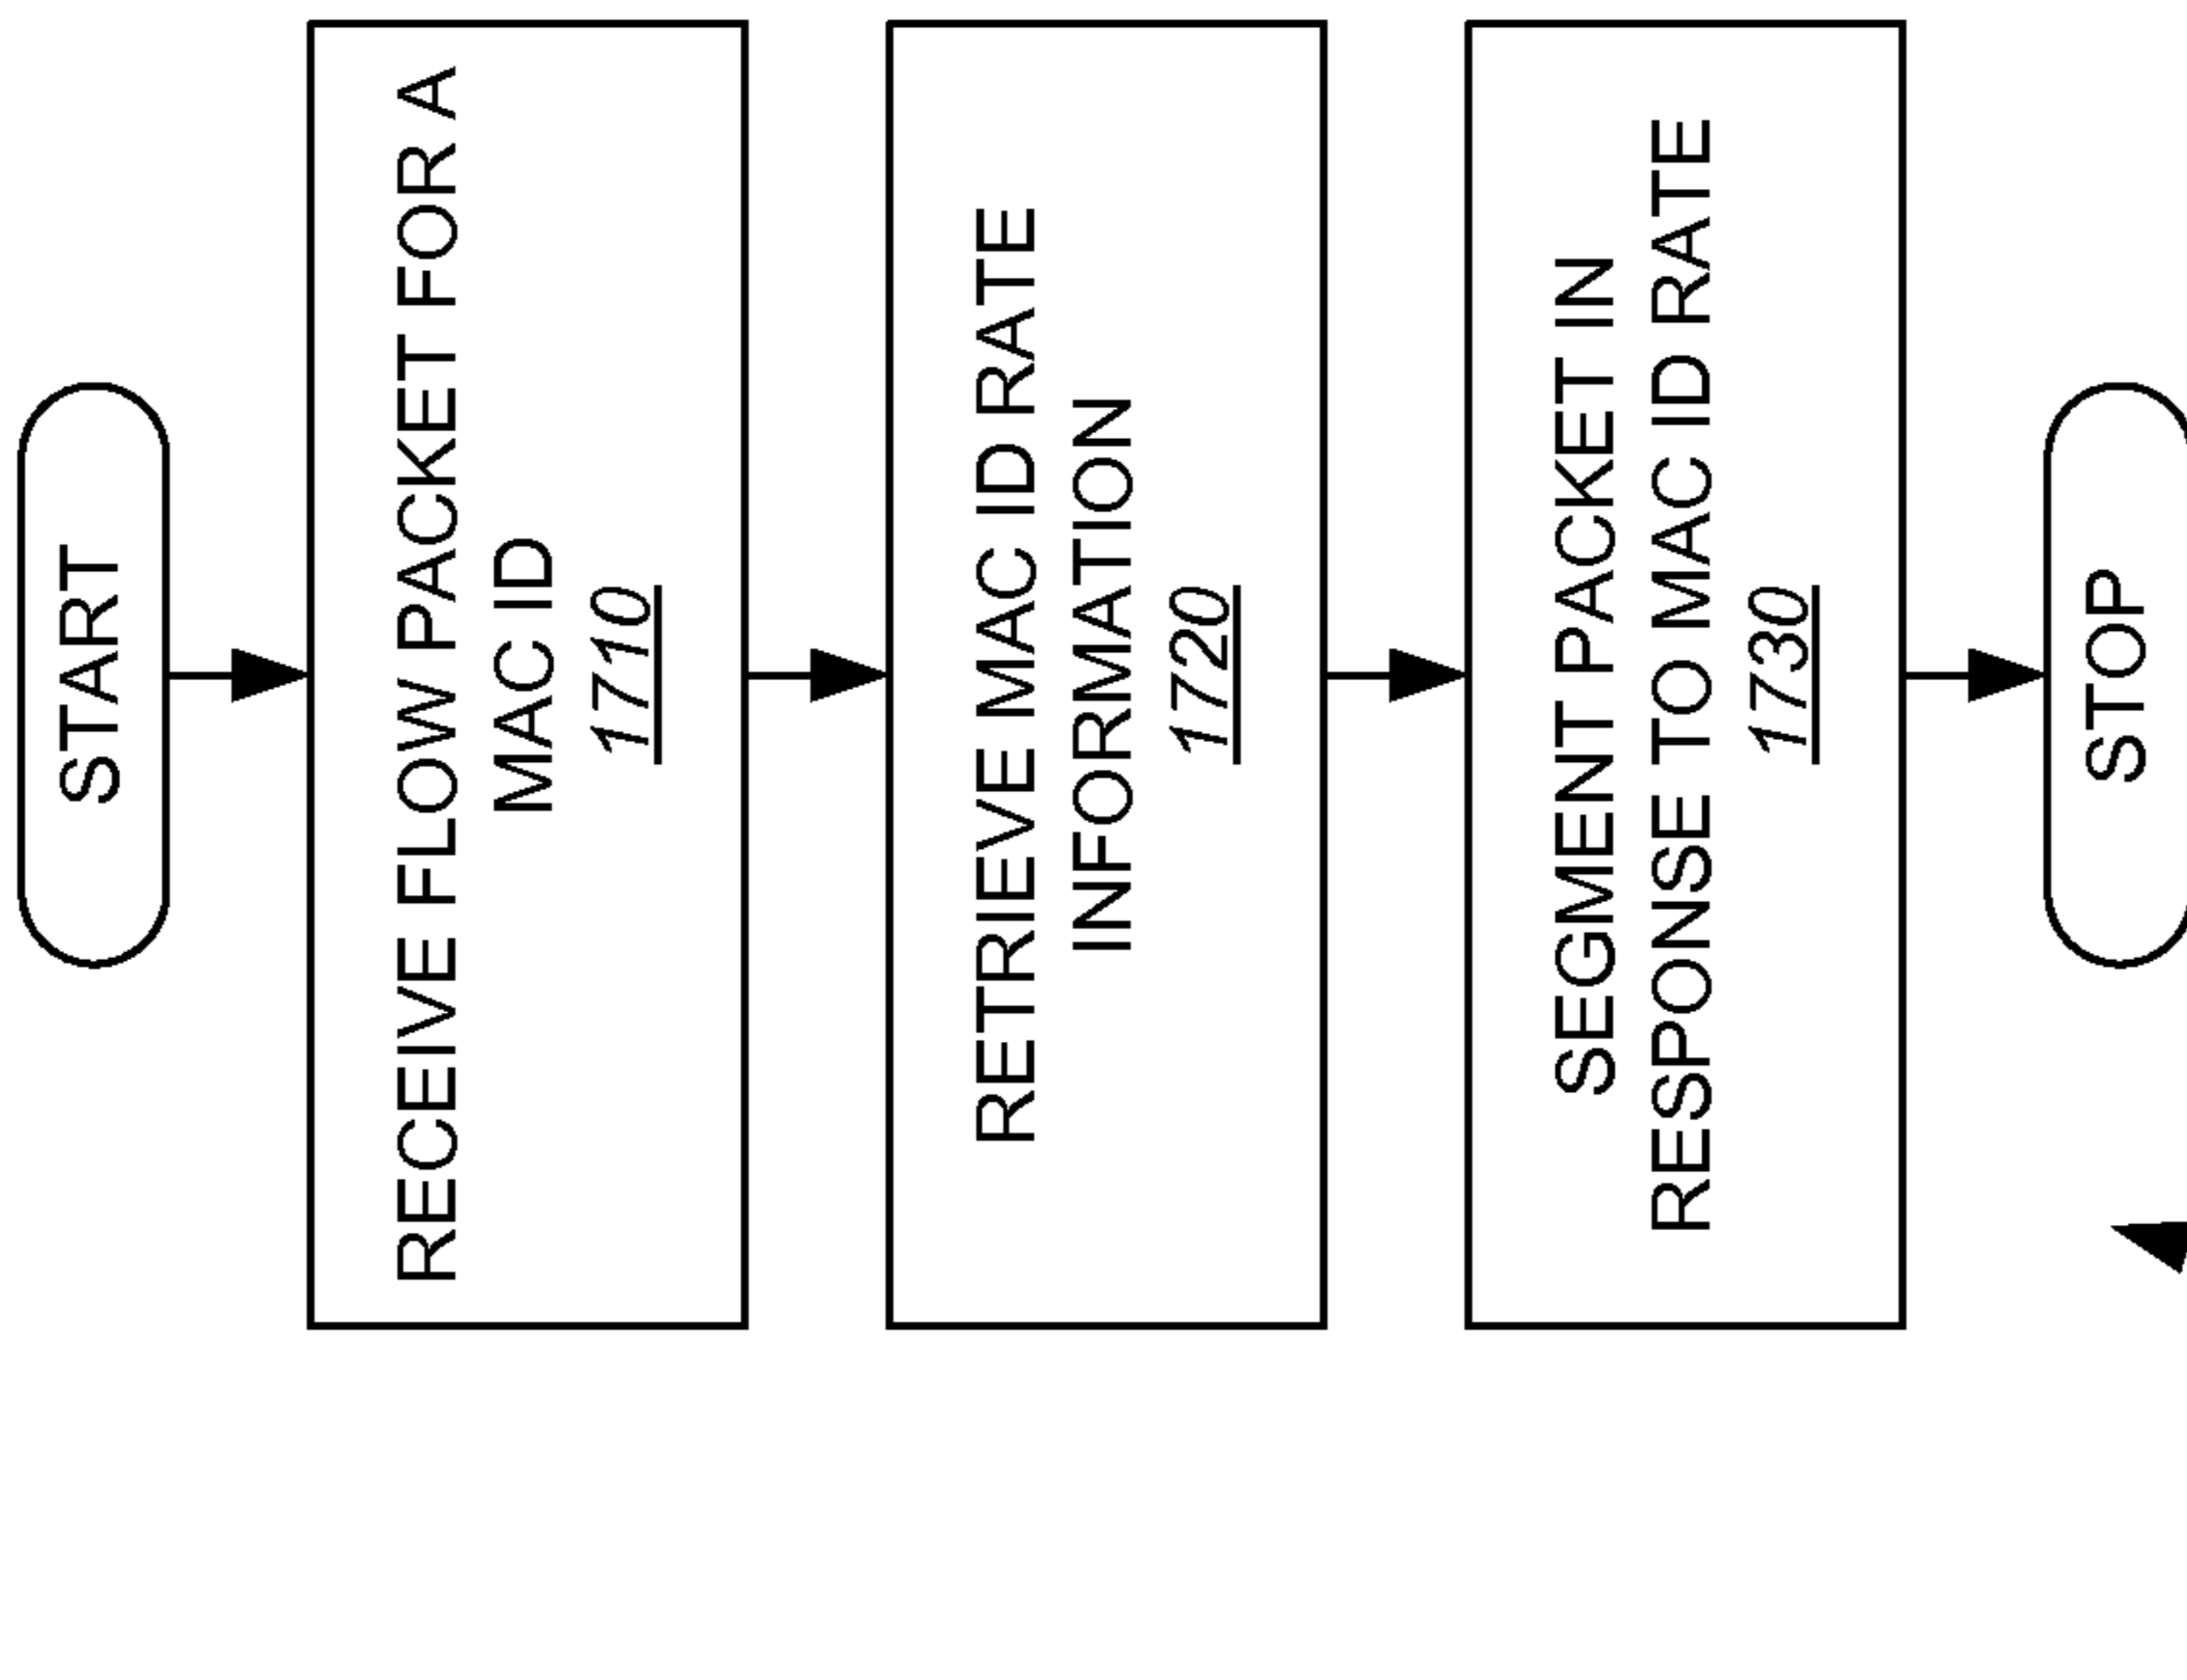 START
RECEIVE FLOW PACKET FOR A
MAC ID
1710
RETRIEVE MAC ID RATE
INFORMATION
1720
SEGMENT PACKET IN
RESPONSE TO MAC ID RATE
1730
STOP